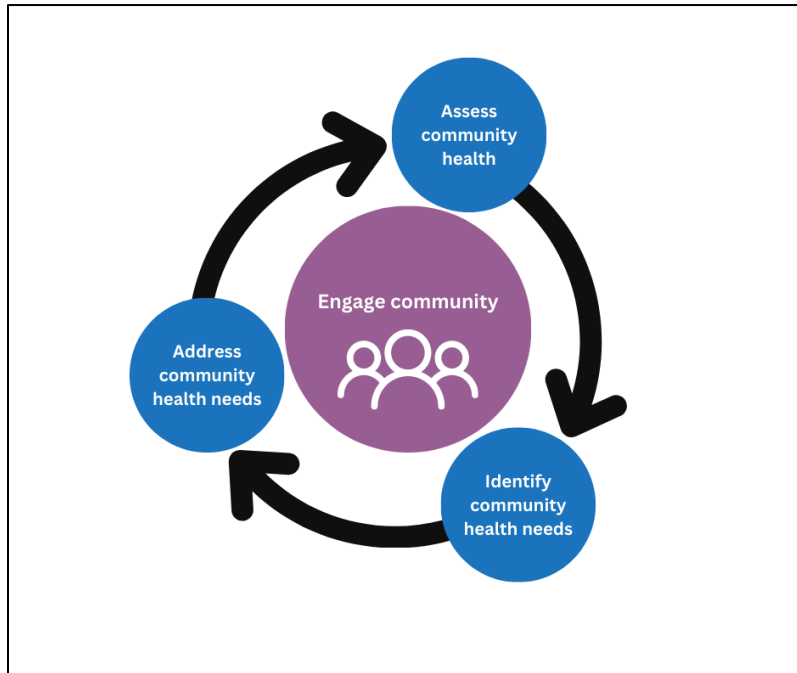 Assess
community
health
Engage community
Address
community
health needs
Identify
community
health needs